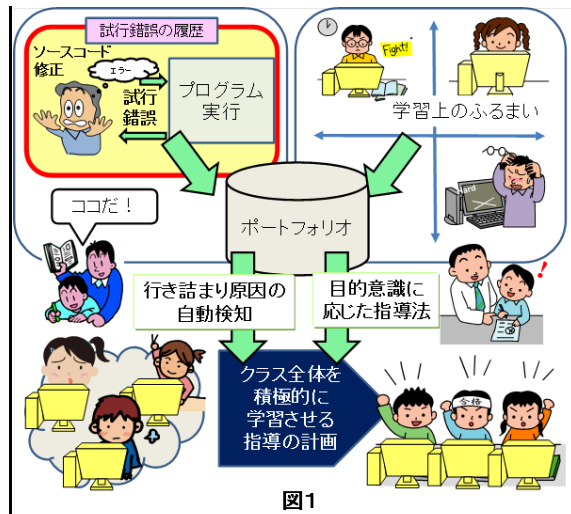 試行錯誤の履歴
ソースコード
修正
エラー
試行
錯誤
プログラム
実行
Fight!
学習上のふるまい
ココだ!
ポートフォリオ
行き詰まり原因の
自動検知
目的意識に
応じた指導法
!
クラス全体を
積極的に
学習させる
指導の計画
合格
図1